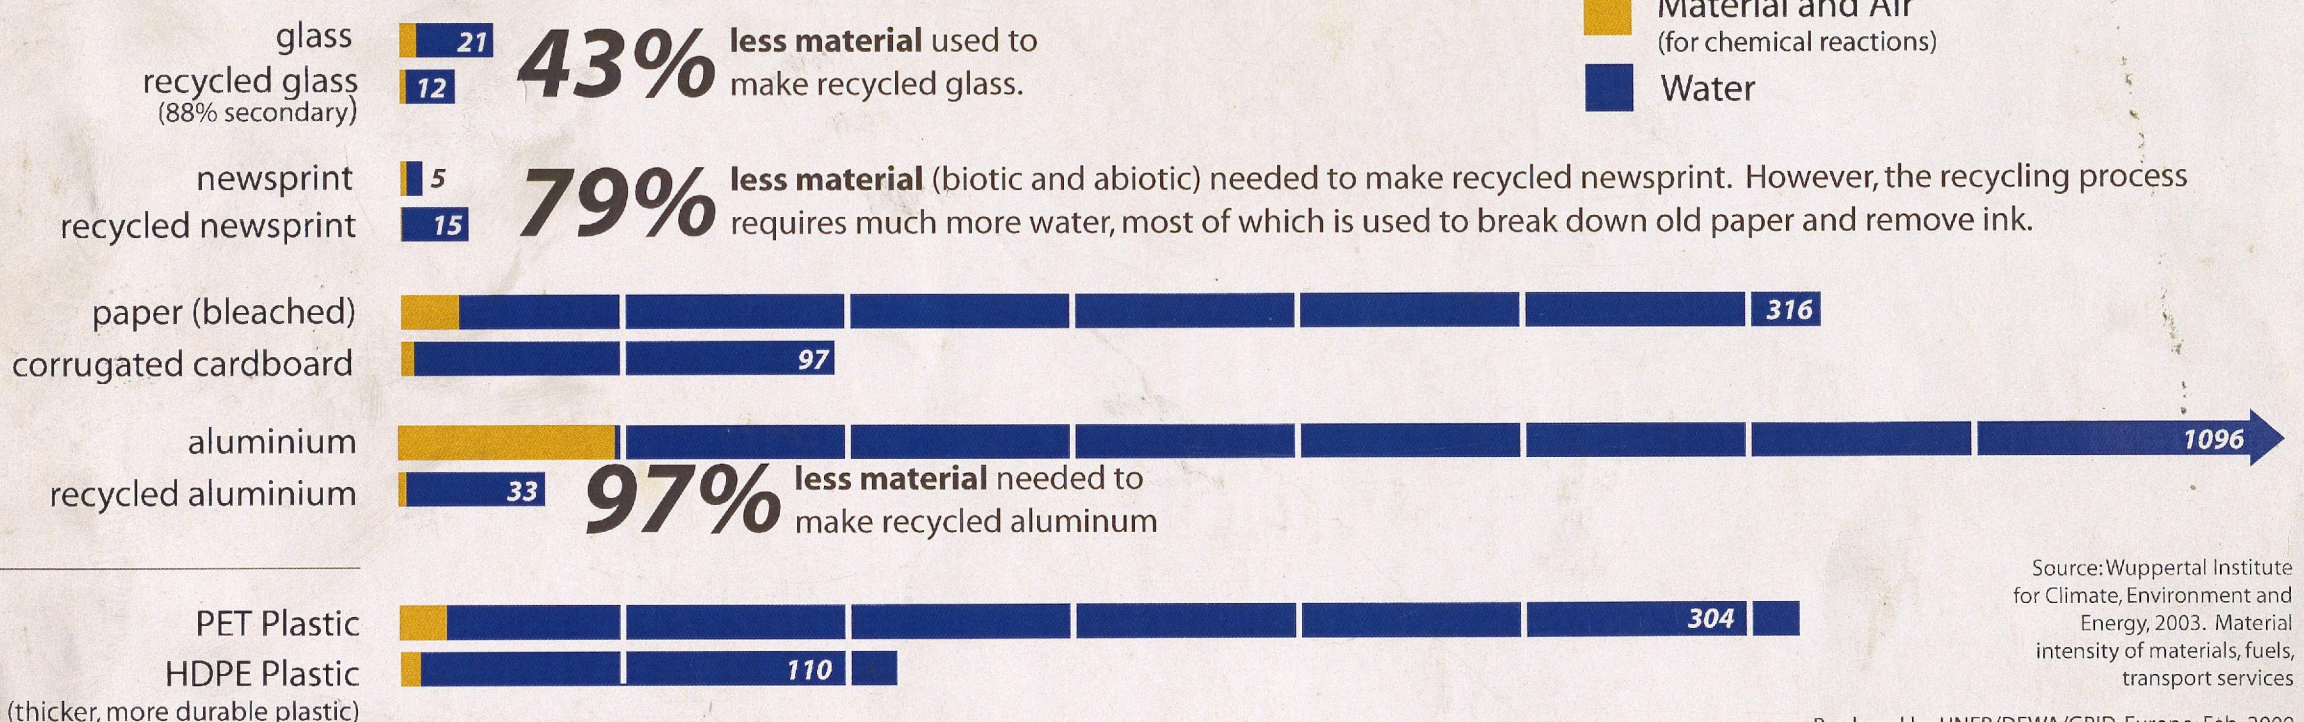 Material and Air
(for chemical reactions)
Water
glass
21
recycled glass
(88% secondary)
12
43% less material used to
make recycled glass.
newsprint
5
recycled newsprint
15
79% less material (biotic and abiotic) needed to make recycled newsprint. However, the recycling process
requires much more water, most of which is used to break down old paper and remove ink.
paper (bleached)
316
corrugated cardboard
97
aluminium
1096
recycled aluminium
33
97% less material needed to
make recycled aluminum
PET Plastic
304
HDPE Plastic
110
(thicker, more durable plastic)
Source: Wuppertal Institute
for Climate, Environment and
Energy, 2003. Material
intensity of materials, fuels,
transport services